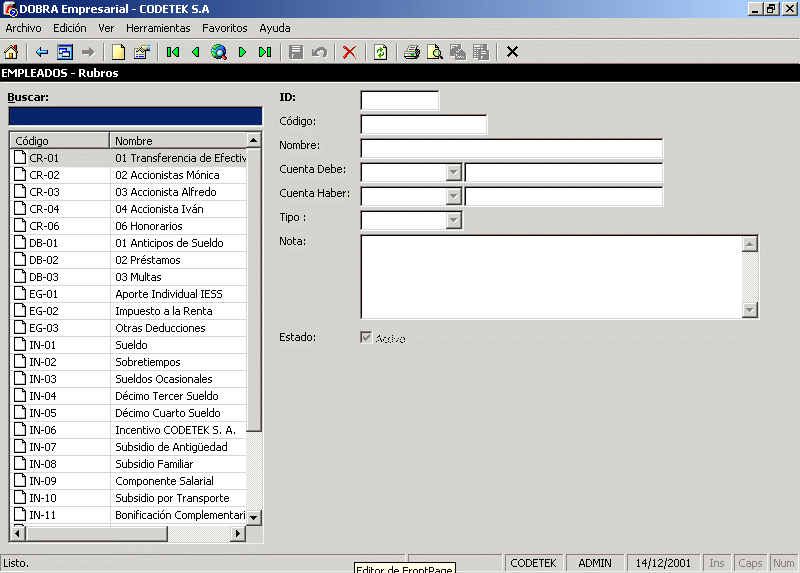 DOBRA Empresarial - CODETEK S.A
Archivo Edición Ver Herramientas Favoritos Ayuda
EMPLEADOS - Rubros
Buscar:
Código Nombre
CR-01 01 Transferencia de Efectiv
CR-02 02 Accionistas Mónica
CR-03 03 Accionista Alfredo
CR-04 04 Accionista Iván
CR-06 06 Honorarios
DB-01 01 Anticipos de Sueldo
DB-02 02 Préstamos
DB-03 03 Multas
EG-01 Aporte Individual IESS
EG-02 Impuesto a la Renta
EG-03 Otras Deducciones
IN-01 Sueldo
IN-02 Sobretiempos
IN-03 Sueldos Ocasionales
IN-04 Décimo Tercer Sueldo
IN-05 Décimo Cuarto Sueldo
IN-06 Incentivo CODETEK S. A.
IN-07 Subsidio de Antigüedad
IN-08 Subsidio Familiar
IN-09 Componente Salarial
IN-10 Subsidio por Transporte
IN-11 Bonificación Complementari
ID:
Código:
Nombre:
Cuenta Debe:
Cuenta Haber:
Tipo :
Nota:
Estado:
Activo
Listo.
Editor de FrontPage
CODETEK ADMIN 14/12/2001 Ins Caps Num